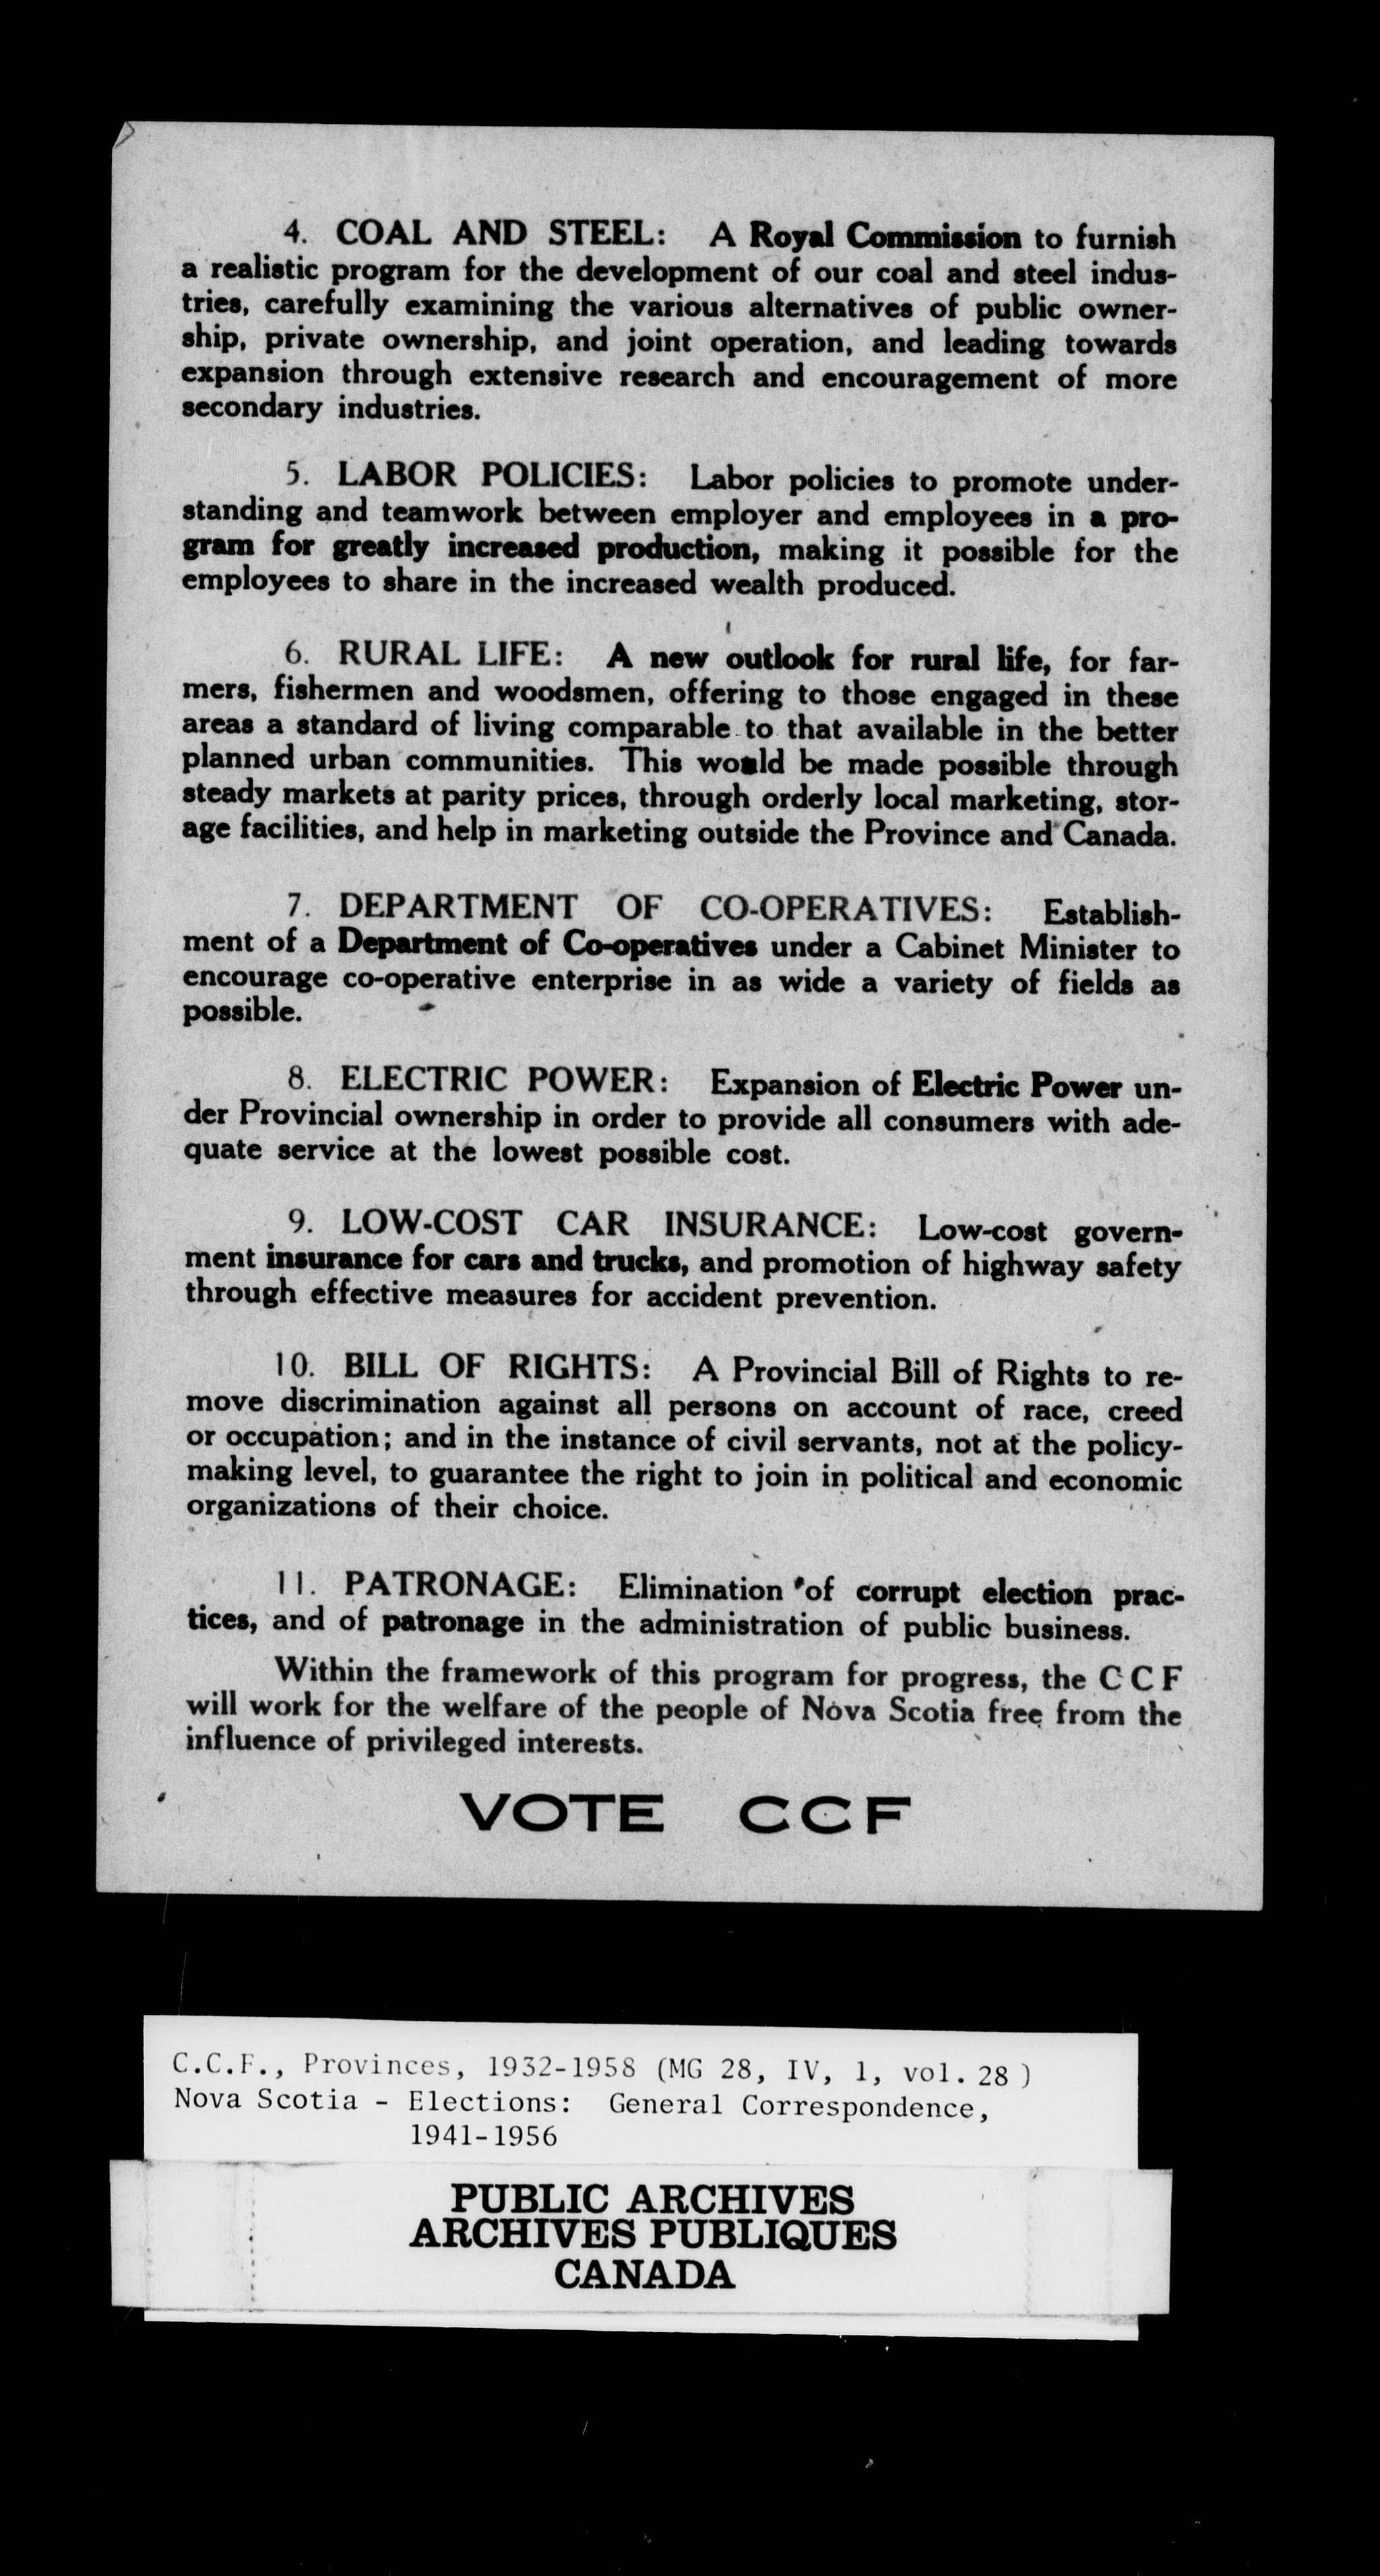 4. COAL AND STEEL: A Royal Commission to furnish
a realistic program for the development of our coal and steel indus-
tries, carefully examining the various alternatives of public owner-
ship, private ownership, and joint operation, and leading towards
expansion through extensive research and encouragement of more
secondary industries.
5. LABOR POLICIES: Labor policies to promote under-
standing and teamwork between employer and employees in a pro-
gram for greatly increased production, making it possible for the
employees to share in the increased wealth produced.
6. RURAL LIFE: A new outlook for rural life, for far-
mers, fishermen and woodsmen, offering to those engaged in these
areas a standard of living comparable to that available in the better
planned urban communities. This would be made possible through
steady markets at parity prices, through orderly local marketing, stor-
age facilities, and help in marketing outside the Province and Canada.
7. DEPARTMENT OF CO-OPERATIVES: Establish-
ment of a Department of Co-operatives under a Cabinet Minister to
encourage co-operative enterprise in as wide a variety of fields as
possible.
8. ELECTRIC POWER: Expansion of Electric Power un-
der Provincial ownership in order to provide all consumers with ade-
quate service at the lowest possible cost.
9. LOW-COST CAR INSURANCE: Low-cost govern-
ment insurance for cars and trucks, and promotion of highway safety
through effective measures for accident prevention.
10. BILL OF RIGHTS: A Provincial Bill of Rights to re-
move discrimination against all persons on account of race, creed
or occupation; and in the instance of civil servants, not at the policy-
making level, to guarantee the right to join in political and economic
organizations of their choice.
11. PATRONAGE: Elimination of corrupt election prac-
tices, and of patronage in the administration of public business.
Within the framework of this program for progress, the C C F
will work for the welfare of the people of Nova Scotia free from the
influence of privileged interests.
VOTE CCF
C.C.F., Provinces, 1932-1958 (MG 28, IV, 1, vol. 28 )
Nova Scotia - Elections: General Correspondence,
1941-1956
PUBLIC ARCHIVES
ARCHIVES PUBLIQUES
CANADA